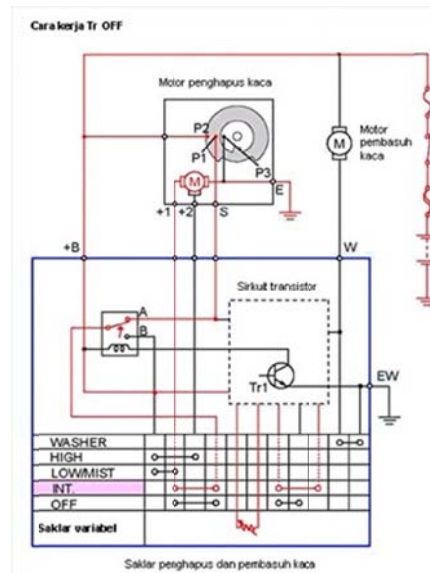 Cara kerja Tr OFF
Motor penghapus kaca
P2
P1
P3
M
E
+1
+2
S
M
Motor
pembasuh
kaca
+B
W
Sirkuit transistor
A
B
Tr1
EW
WASHER
HIGH
LOW/MIST
INT.
OFF
Saklar variabel
Saklar penghapus dan pembasuh kaca